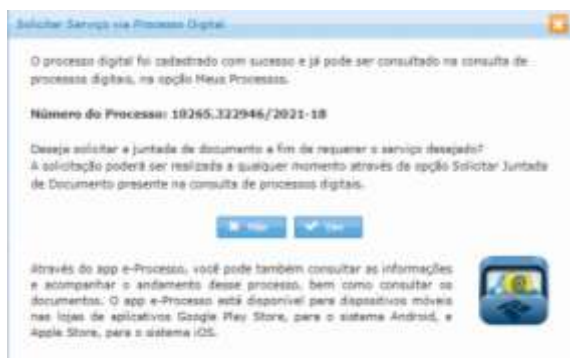 Solicitar Serviço via Processo Digital
O processo digital foi cadastrado com sucesso e já pode ser consultado na consulta de
processos digitais, na opção Meus Processos.
Número do Processo: 10265.322946/2021-18
Deseja solicitar a juntada de documento a fim de requerer o serviço desejado?
A solicitação poderá ser realizada a qualquer momento através da opção Solicitar Juntada
de Documento presente na consulta de processos digitais.
Não Sim
Através do app e-Processo, você pode também consultar as informações
e acompanhar o andamento desse processo, bem como consultar os
documentos. O app e-Processo está disponível para dispositivos móveis
nas lojas de aplicativos Google Play Store, para o sistema Android, e
Apple Store, para o sistema iOS.